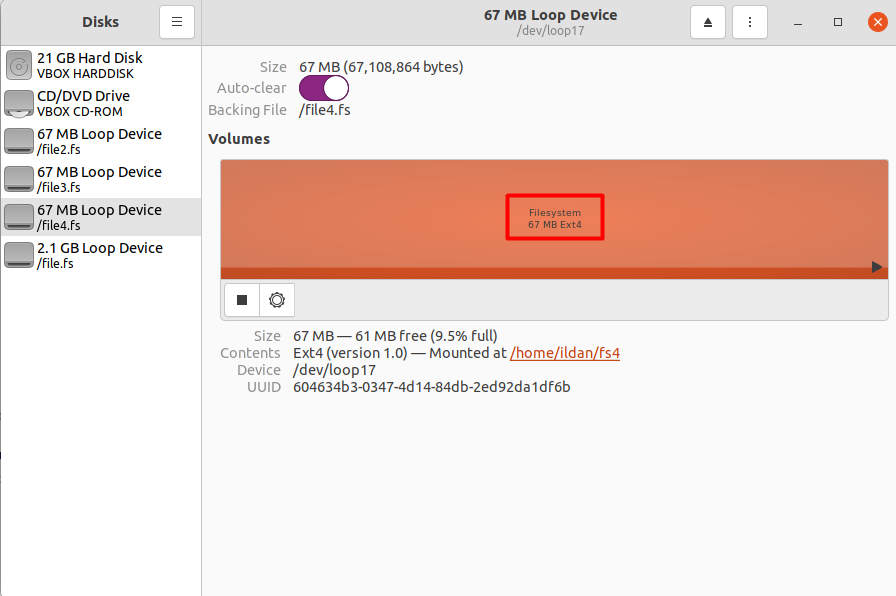 Disks
67 MB Loop Device
/dev/loop17
21 GB Hard Disk
VBOX HARDDISK
CD/DVD Drive
VBOX CD-ROM
67 MB Loop Device
/file2.fs
67 MB Loop Device
/file3.fs
67 MB Loop Device
/file4.fs
2.1 GB Loop Device
/file.fs
Size 67 MB (67,108,864 bytes)
Auto-clear
Backing File /file4.fs
Volumes
Filesystem
67 MB Ext4
Size 67 MB — 61 MB free (9.5% full)
Contents Ext4 (version 1.0) — Mounted at /home/ildan/fs4
Device /dev/loop17
UUID 604634b3-0347-4d14-84db-2ed92da1df6b